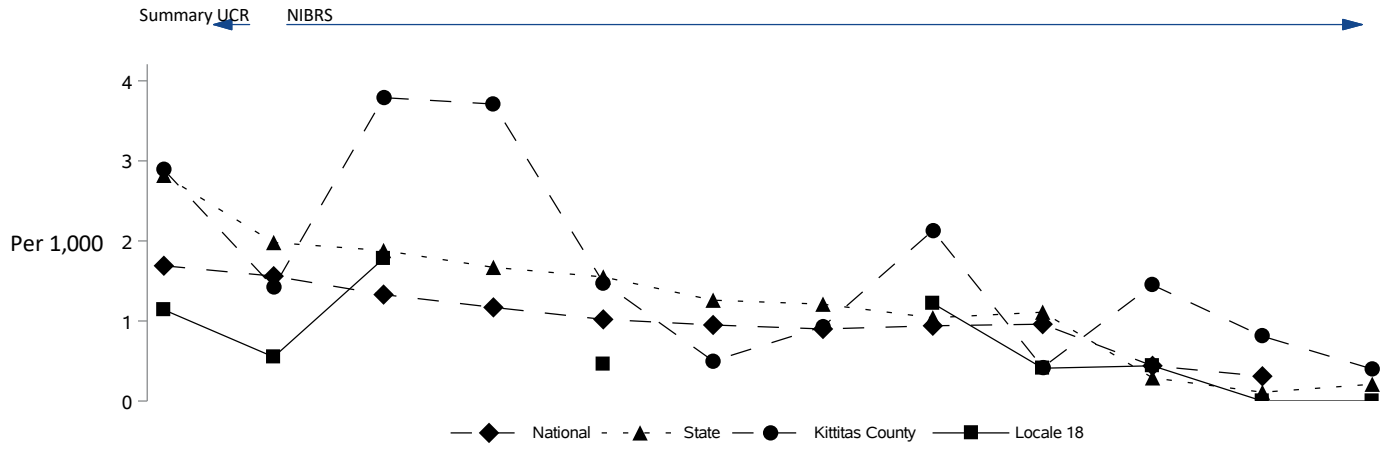 Summary UCR NIBRS
4
3
Per 1,000 2
1
0
National State Kittitas County Locale 18